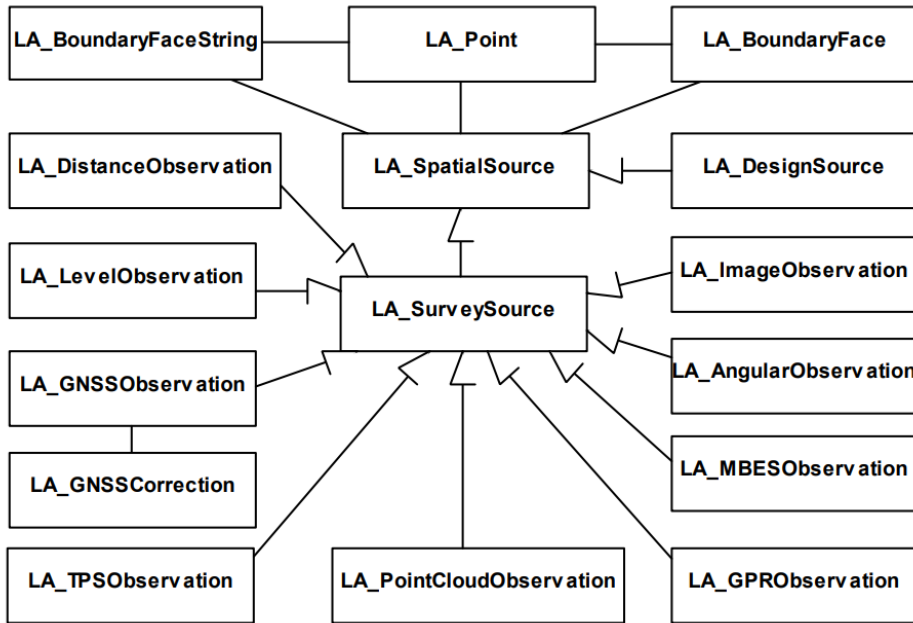 LA_BoundaryFaceString
LA_Point
LA_BoundaryFace
LA_DistanceObservation
LA_SpatialSource
LA_DesignSource
LA_LevelObservation
LA_SurveySource
LA_ImageObservation
LA_GNSSObservation
LA_AngularObservation
LA_GNSSCorrection
LA_MBESObservation
LA_TPSObservation
LA_PointCloudObservation
LA_GPRObservation